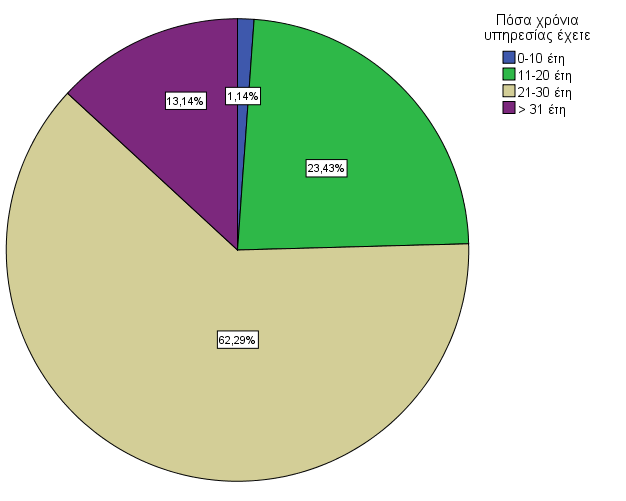 Πόσα χρόνια
υπηρεσίας έχετε
0-10 έτη
11-20 έτη
21-30 έτη
> 31 έτη
13,14%
1,14%
23,43%
62,29%